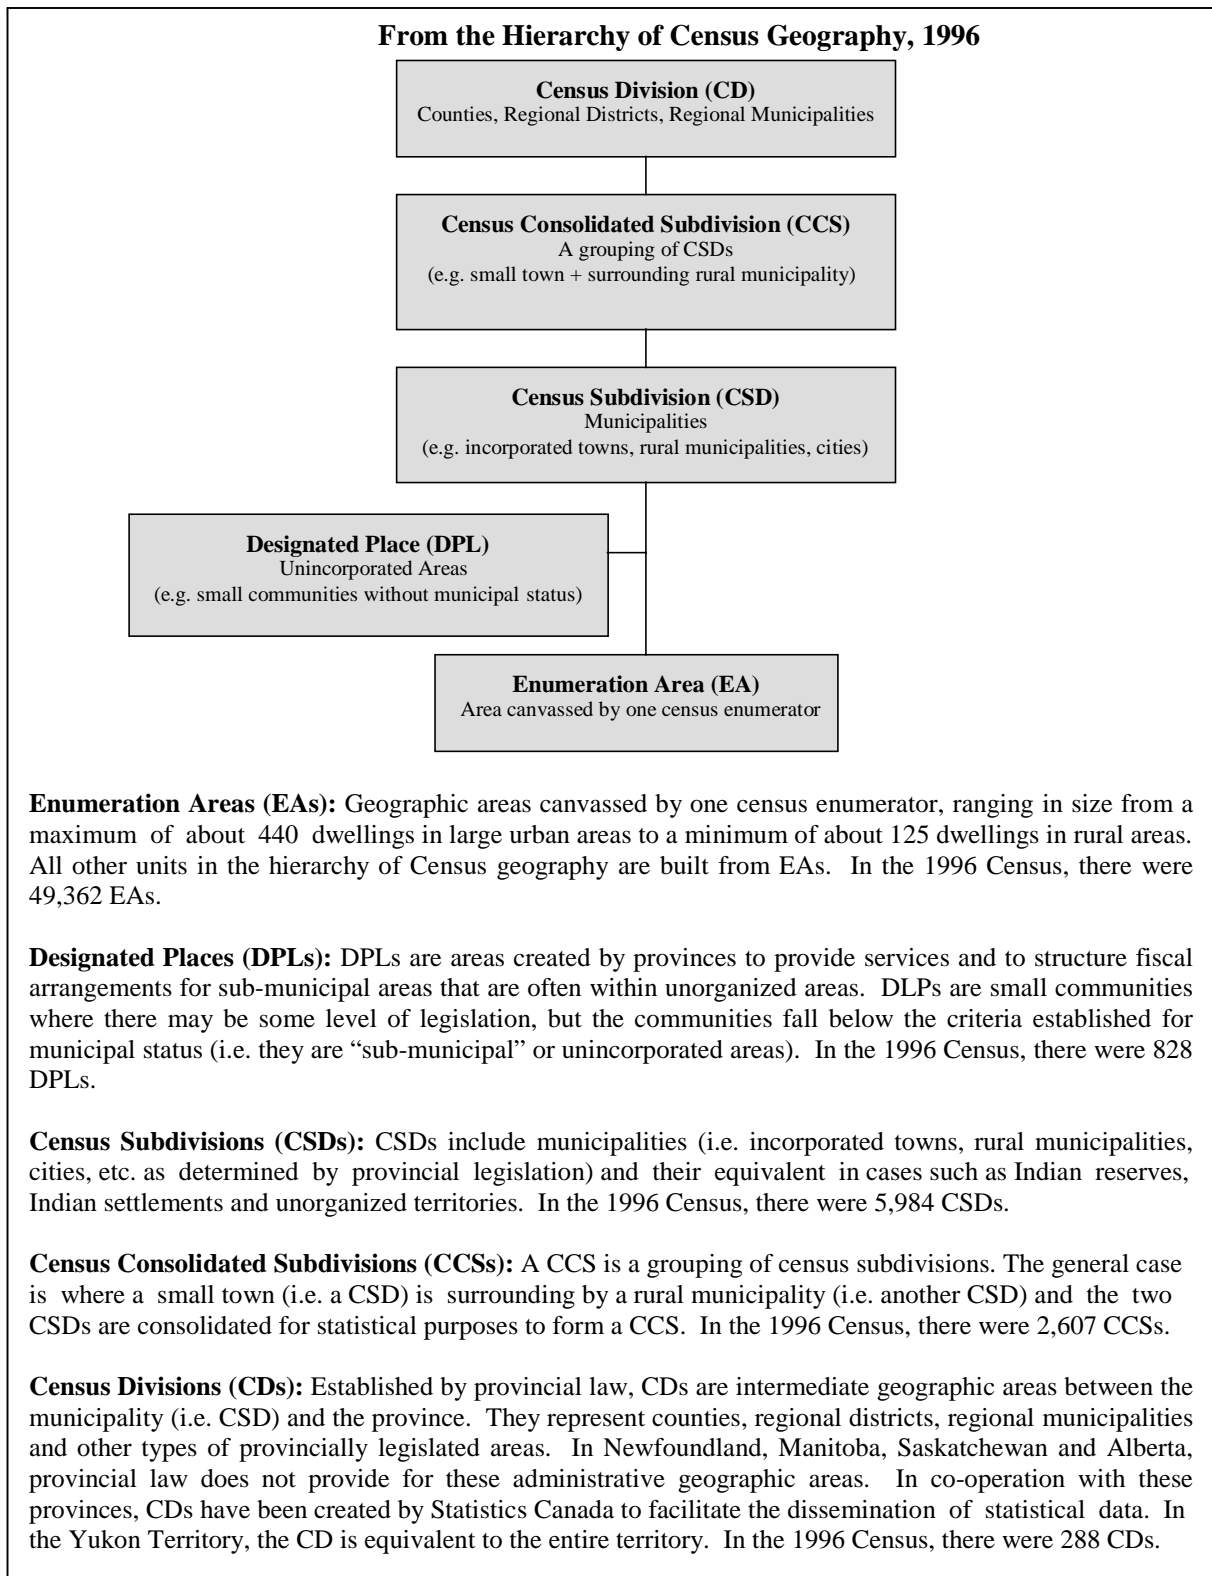 From the Hierarchy of Census Geography, 1996
Census Division (CD)
Counties, Regional Districts, Regional Municipalities
Census Consolidated Subdivision (CCS)
A grouping of CSDs
(e.g. small town + surrounding rural municipality)
Census Subdivision (CSD)
Municipalities
(e.g. incorporated towns, rural municipalities, cities)
Designated Place (DPL)
Unincorporated Areas
(e.g. small communities without municipal status)
Enumeration Area (EA)
Area canvassed by one census enumerator
Enumeration Areas (EAs): Geographic areas canvassed by one census enumerator, ranging in size from a
maximum of about 440 dwellings in large urban areas to a minimum of about 125 dwellings in rural areas.
All other units in the hierarchy of Census geography are built from EAs. In the 1996 Census, there were
49,362 EAs.
Designated Places (DPLs): DPLs are areas created by provinces to provide services and to structure fiscal
arrangements for sub-municipal areas that are often within unorganized areas. DLPs are small communities
where there may be some level of legislation, but the communities fall below the criteria established for
municipal status (i.e. they are “sub-municipal” or unincorporated areas). In the 1996 Census, there were 828
DPLs.
Census Subdivisions (CSDs): CSDs include municipalities (i.e. incorporated towns, rural municipalities,
cities, etc. as determined by provincial legislation) and their equivalent in cases such as Indian reserves,
Indian settlements and unorganized territories. In the 1996 Census, there were 5,984 CSDs.
Census Consolidated Subdivisions (CCSs): A CCS is a grouping of census subdivisions. The general case
is where a small town (i.e. a CSD) is surrounding by a rural municipality (i.e. another CSD) and the two
CSDs are consolidated for statistical purposes to form a CCS. In the 1996 Census, there were 2,607 CCSs.
Census Divisions (CDs): Established by provincial law, CDs are intermediate geographic areas between the
municipality (i.e. CSD) and the province. They represent counties, regional districts, regional municipalities
and other types of provincially legislated areas. In Newfoundland, Manitoba, Saskatchewan and Alberta,
provincial law does not provide for these administrative geographic areas. In co-operation with these
provinces, CDs have been created by Statistics Canada to facilitate the dissemination of statistical data. In
the Yukon Territory, the CD is equivalent to the entire territory. In the 1996 Census, there were 288 CDs.